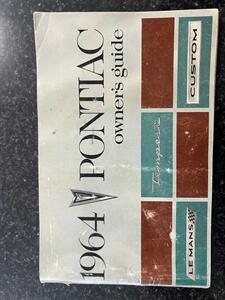 1964 PONTIAC
owner's guide
Tempest
CUSTOM
LE MANS